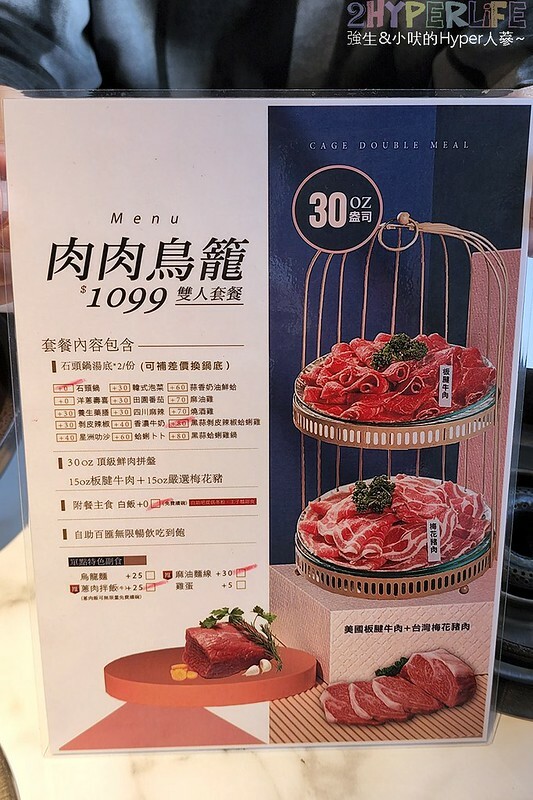 2HYPERLIFE
強生&小吠的Hyper人蔘~
CAGE DOUBLE MEAL
30 OZ 盎司
Menu
肉肉鳥籠
$1099 雙人套餐
套餐內容包含
石頭鍋湯底*2/份 (可補差價換鍋底)
+0 石頭鍋 +30 韓式泡菜 +60 蒜香奶油鮮蛤
+0 洋蔥壽喜 +30 田園番茄 +70 麻油雞
+30 養生藥膳 +30 四川麻辣 +70 燒酒雞
+30 剝皮辣椒 +40 香濃牛奶 +80 黑蒜剝皮辣椒蛤蜊雞
+40 星洲叻沙 +60 蛤蜊卜卜 +80 黑蒜蛤蜊雞鍋
30oz 頂級鮮肉拼盤
15oz板腱牛肉+15oz嚴選梅花豬
附餐主食 白飯+0
自助百匯無限暢飲吃到飽
單點特色副食
烏龍麵 +25 麻油麵線 +30
蔥肉拌飯 +25 雞蛋 +5
板腱牛肉
梅花豬肉
美國板腱牛肉+台灣梅花豬肉